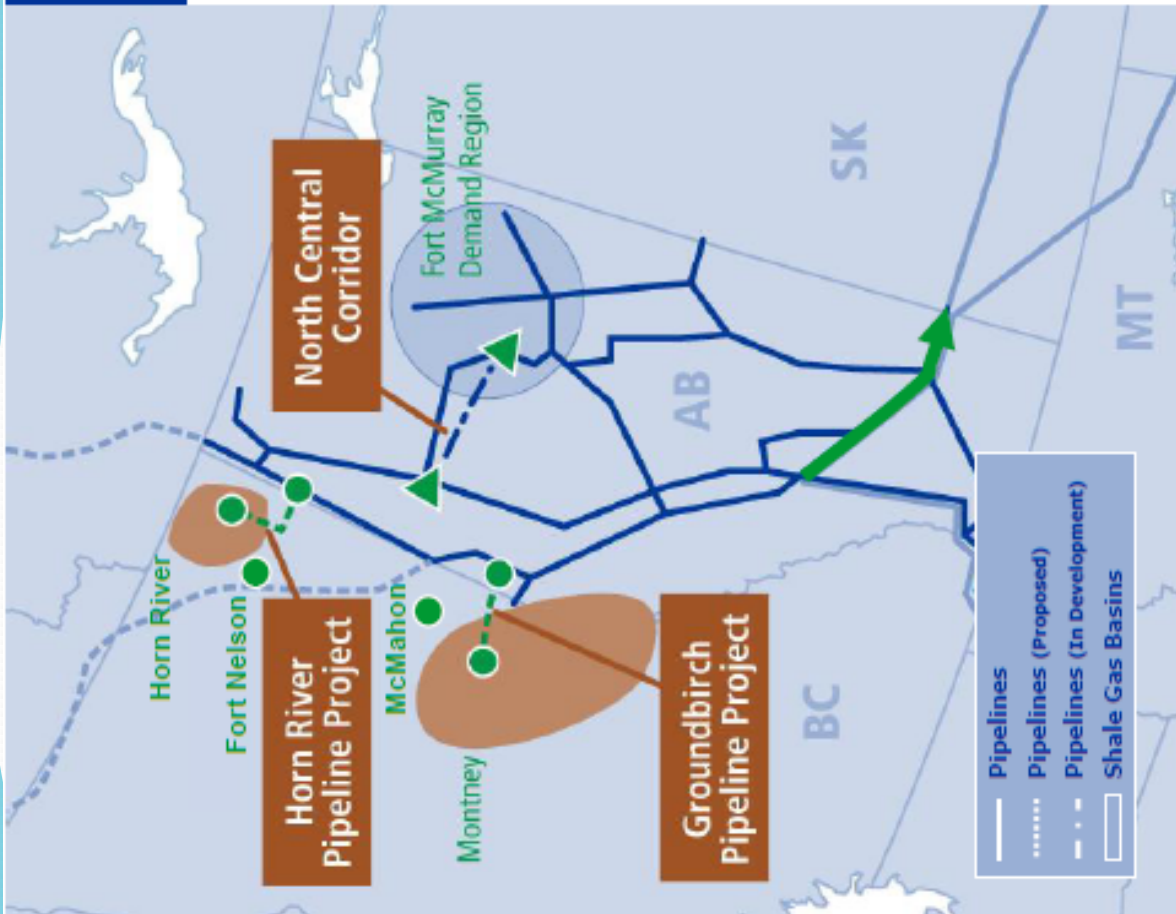 Horn River
Fort Nelson
Horn River
Pipeline Project
McMahon
Montney
Groundbirch
Pipeline Project
North Central
Corridor
Fort McMurray
Demand Region
BC
AB
SK
MT
Pipelines
Pipelines (Proposed)
Pipelines (In Development)
Shale Gas Basins